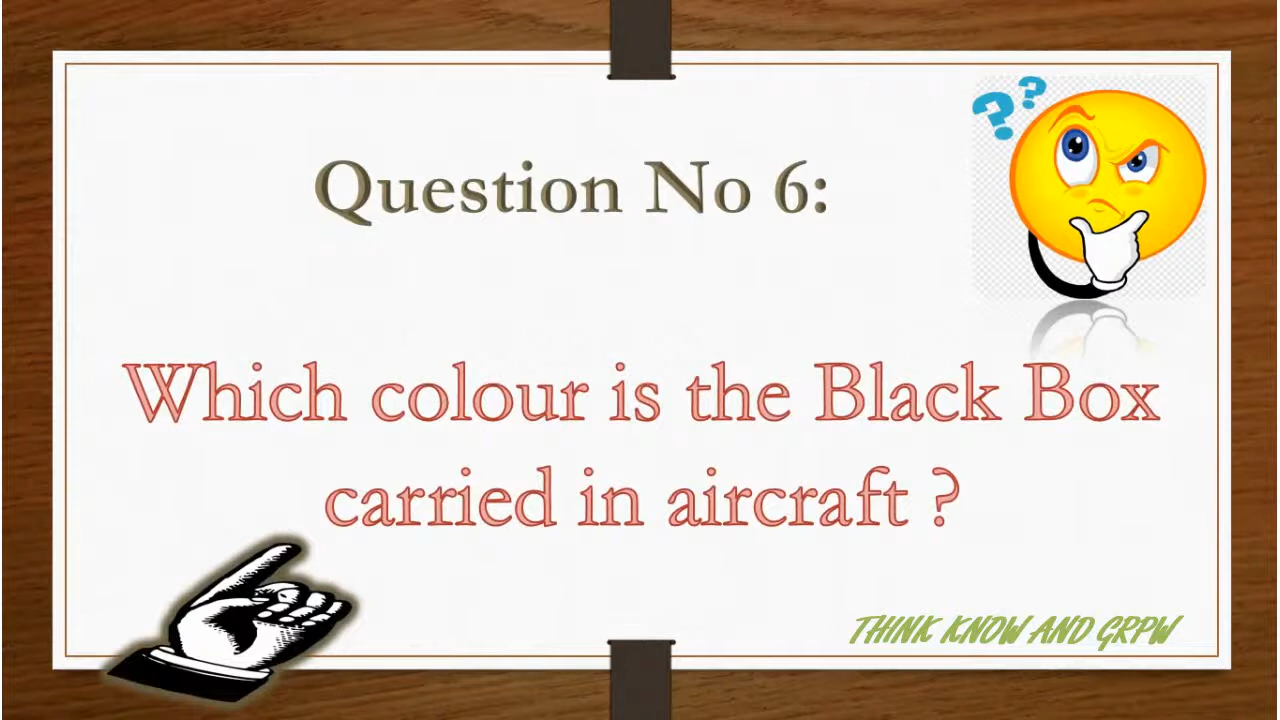 ? ?
Question No 6:
Which colour is the Black Box
carried in aircraft ?
THINK KNOW AND GRPW